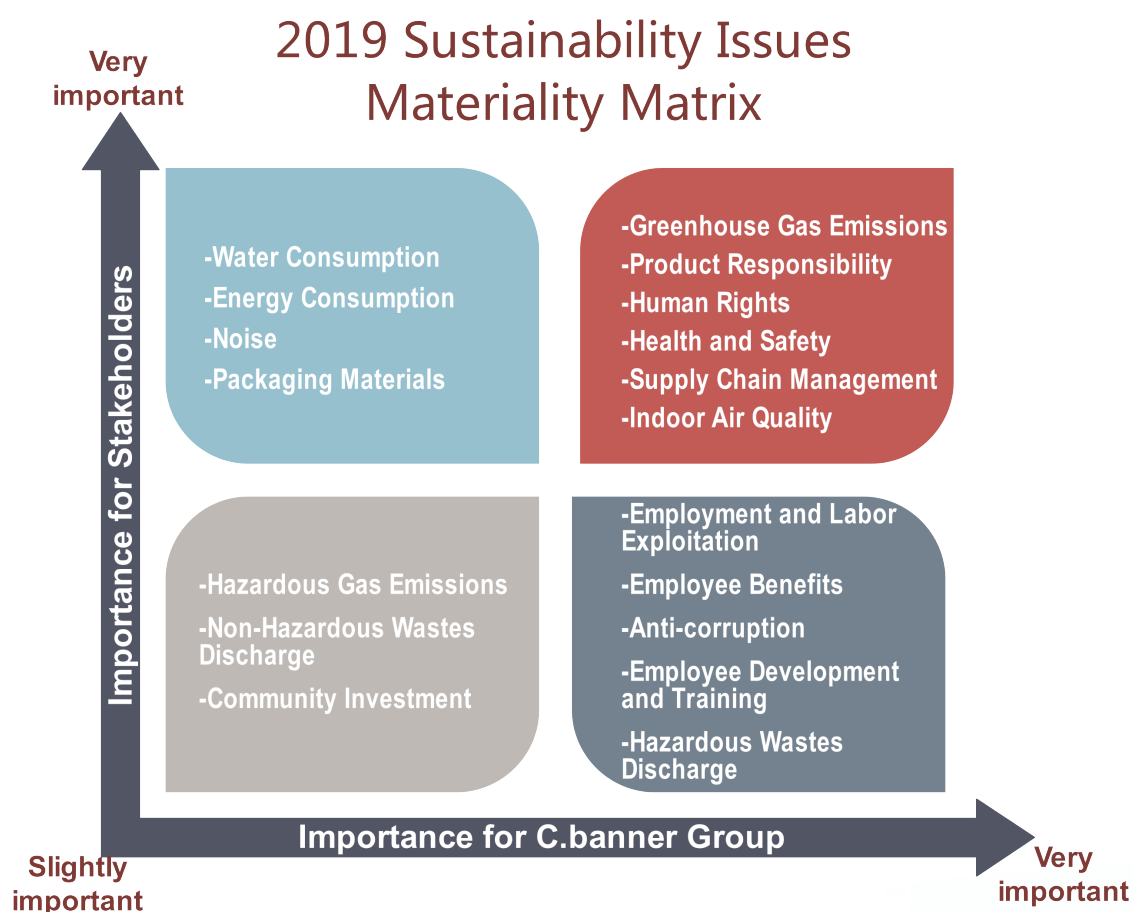 2019 Sustainability Issues
Materiality Matrix
Very
important
Importance for Stakeholders
-Water Consumption
-Energy Consumption
-Noise
-Packaging Materials
-Greenhouse Gas Emissions
-Product Responsibility
-Human Rights
-Health and Safety
-Supply Chain Management
-Indoor Air Quality
-Hazardous Gas Emissions
-Non-Hazardous Wastes
Discharge
-Community Investment
-Employment and Labor
Exploitation
-Employee Benefits
-Anti-corruption
-Employee Development
and Training
-Hazardous Wastes
Discharge
Importance for C.banner Group
Slightly
important
Very
important